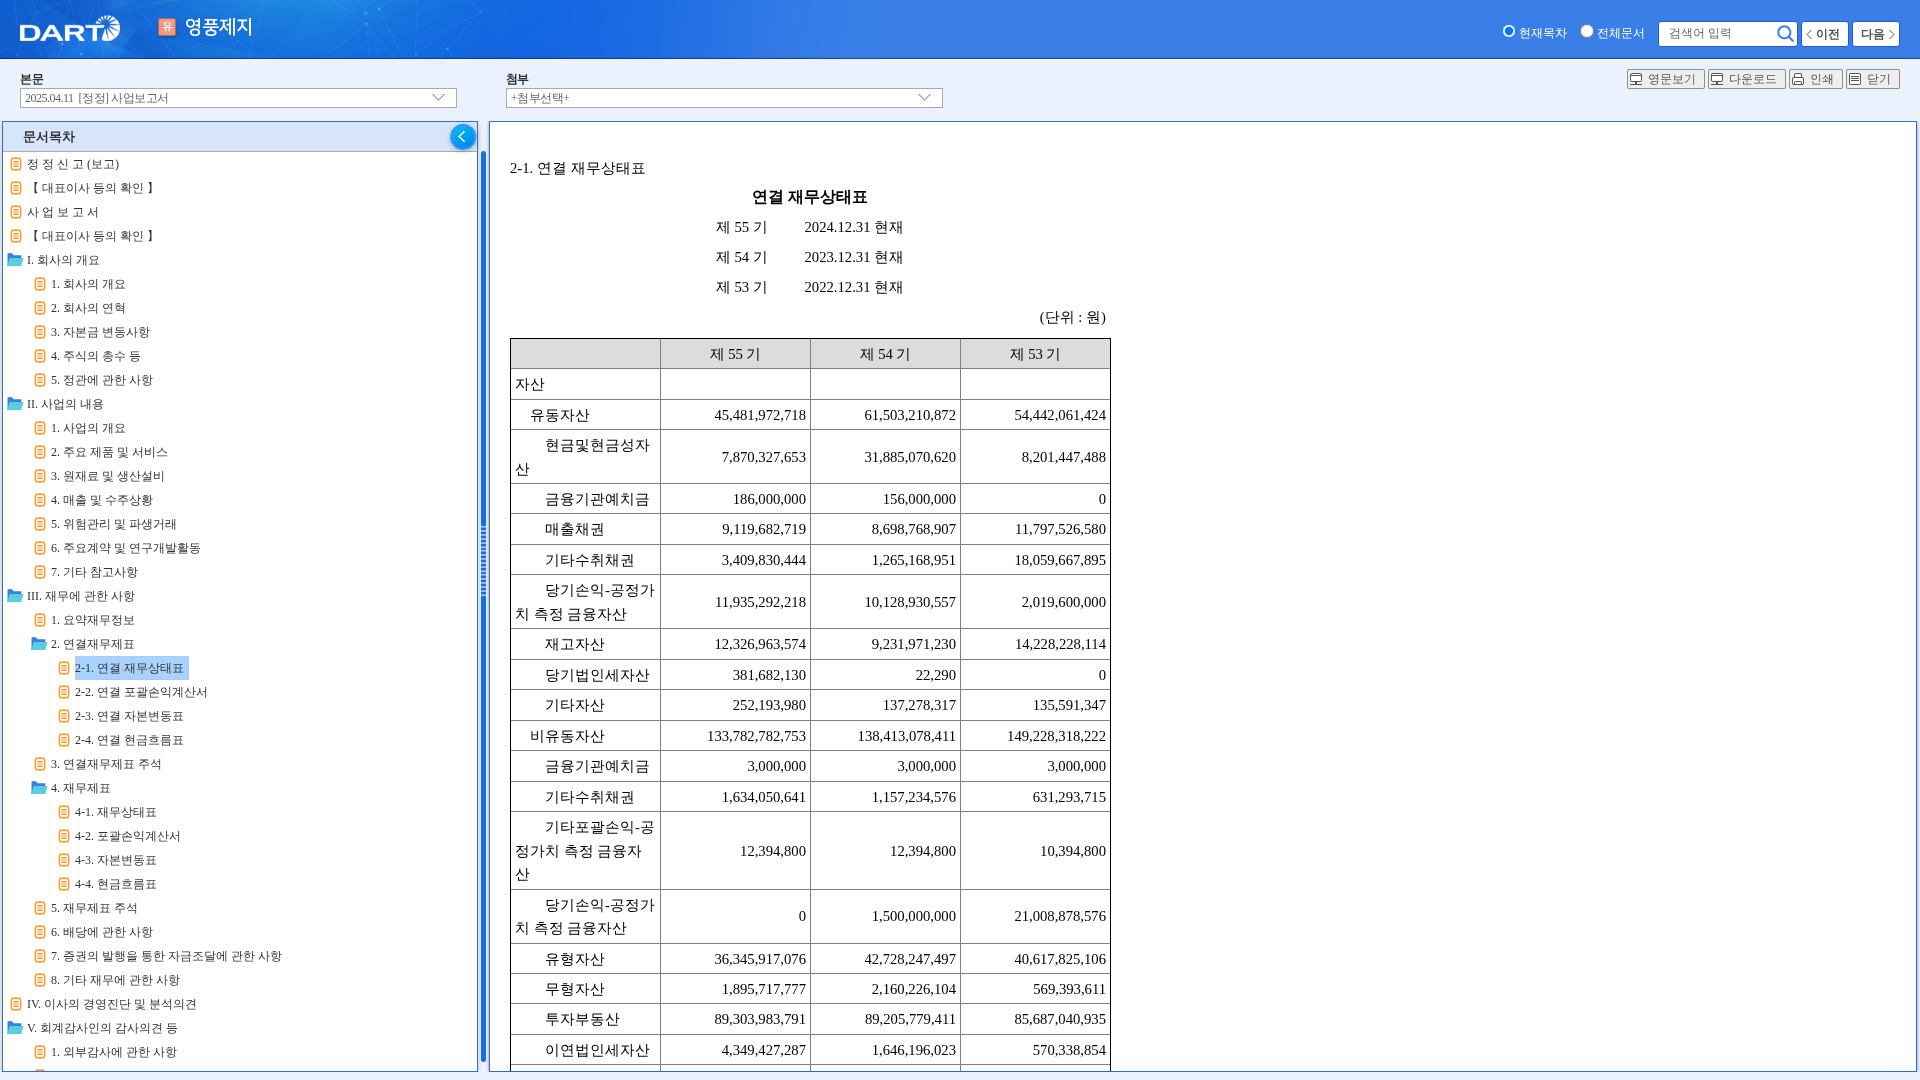 DART
유 영풍제지
현재목차 전체문서 검색어 입력 이전 다음
본문
2025.04.11 [정정] 사업보고서
첨부
+첨부선택+
영문보기 다운로드 인쇄 닫기
문서목차
정 정 신 고 (보고)
【 대표이사 등의 확인 】
사 업 보 고 서
【 대표이사 등의 확인 】
I. 회사의 개요
1. 회사의 개요
2. 회사의 연혁
3. 자본금 변동사항
4. 주식의 총수 등
5. 정관에 관한 사항
II. 사업의 내용
1. 사업의 개요
2. 주요 제품 및 서비스
3. 원재료 및 생산설비
4. 매출 및 수주상황
5. 위험관리 및 파생거래
6. 주요계약 및 연구개발활동
7. 기타 참고사항
III. 재무에 관한 사항
1. 요약재무정보
2. 연결재무제표
2-1. 연결 재무상태표
2-2. 연결 포괄손익계산서
2-3. 연결 자본변동표
2-4. 연결 현금흐름표
3. 연결재무제표 주석
4. 재무제표
4-1. 재무상태표
4-2. 포괄손익계산서
4-3. 자본변동표
4-4. 현금흐름표
5. 재무제표 주석
6. 배당에 관한 사항
7. 증권의 발행을 통한 자금조달에 관한 사항
8. 기타 재무에 관한 사항
IV. 이사의 경영진단 및 분석의견
V. 회계감사인의 감사의견 등
1. 외부감사에 관한 사항
2-1. 연결 재무상태표
연결 재무상태표
제 55 기 2024.12.31 현재
제 54 기 2023.12.31 현재
제 53 기 2022.12.31 현재
(단위 : 원)
제 55 기 제 54 기 제 53 기
자산
유동자산 45,481,972,718 61,503,210,872 54,442,061,424
현금및현금성자
산 7,870,327,653 31,885,070,620 8,201,447,488
금융기관예치금 186,000,000 156,000,000 0
매출채권 9,119,682,719 8,698,768,907 11,797,526,580
기타수취채권 3,409,830,444 1,265,168,951 18,059,667,895
당기손익-공정가
치 측정 금융자산 11,935,292,218 10,128,930,557 2,019,600,000
재고자산 12,326,963,574 9,231,971,230 14,228,228,114
당기법인세자산 381,682,130 22,290 0
기타자산 252,193,980 137,278,317 135,591,347
비유동자산 133,782,782,753 138,413,078,411 149,228,318,222
금융기관예치금 3,000,000 3,000,000 3,000,000
기타수취채권 1,634,050,641 1,157,234,576 631,293,715
기타포괄손익-공
정가치 측정 금융자
산 12,394,800 12,394,800 10,394,800
당기손익-공정가
치 측정 금융자산 0 1,500,000,000 21,008,878,576
유형자산 36,345,917,076 42,728,247,497 40,617,825,106
무형자산 1,895,717,777 2,160,226,104 569,393,611
투자부동산 89,303,983,791 89,205,779,411 85,687,040,935
이연법인세자산 4,349,427,287 1,646,196,023 570,338,854